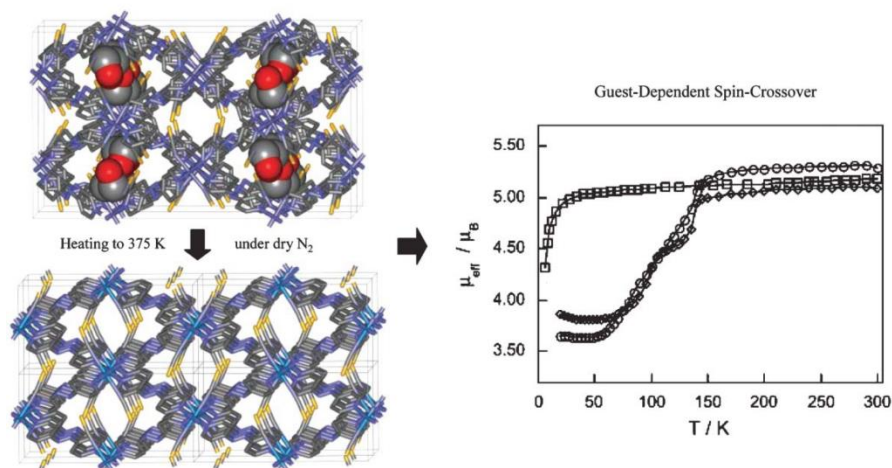 Heating to 375 K under dry N₂
Guest-Dependent Spin-Crossover
μeff / μB
5.50
5.00
4.50
4.00
3.50
0 50 100 150 200 250 300
T / K